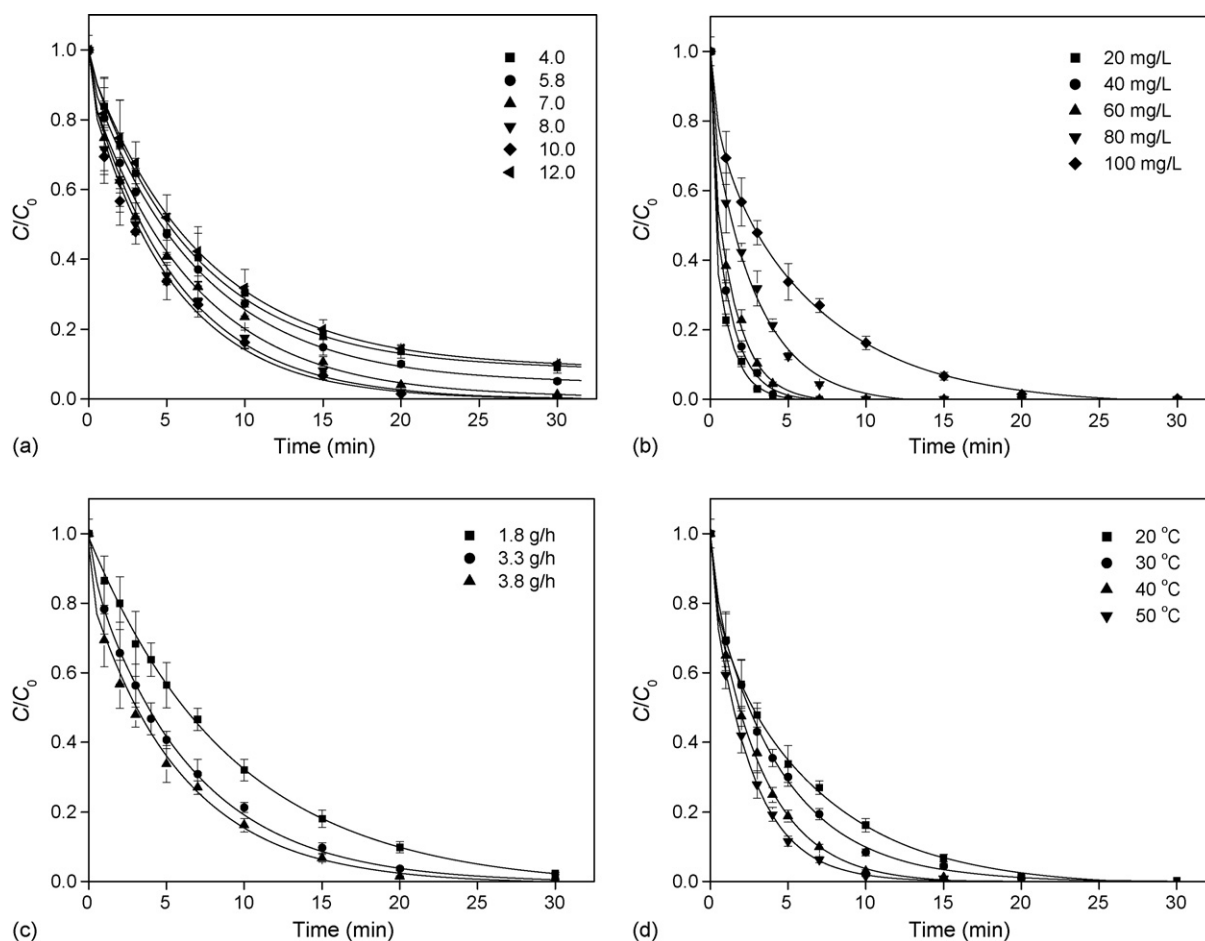 1.0
0.8
0.6
0.4
0.2
0.0
C/C₀
4.0
5.8
7.0
8.0
10.0
12.0
0 5 10 15 20 25 30
Time (min)
(a)
1.0
0.8
0.6
0.4
0.2
0.0
C/C₀
20 mg/L
40 mg/L
60 mg/L
80 mg/L
100 mg/L
0 5 10 15 20 25 30
Time (min)
(b)
1.0
0.8
0.6
0.4
0.2
0.0
C/C₀
1.8 g/h
3.3 g/h
3.8 g/h
0 5 10 15 20 25 30
Time (min)
(c)
1.0
0.8
0.6
0.4
0.2
0.0
C/C₀
20 °C
30 °C
40 °C
50 °C
0 5 10 15 20 25 30
Time (min)
(d)